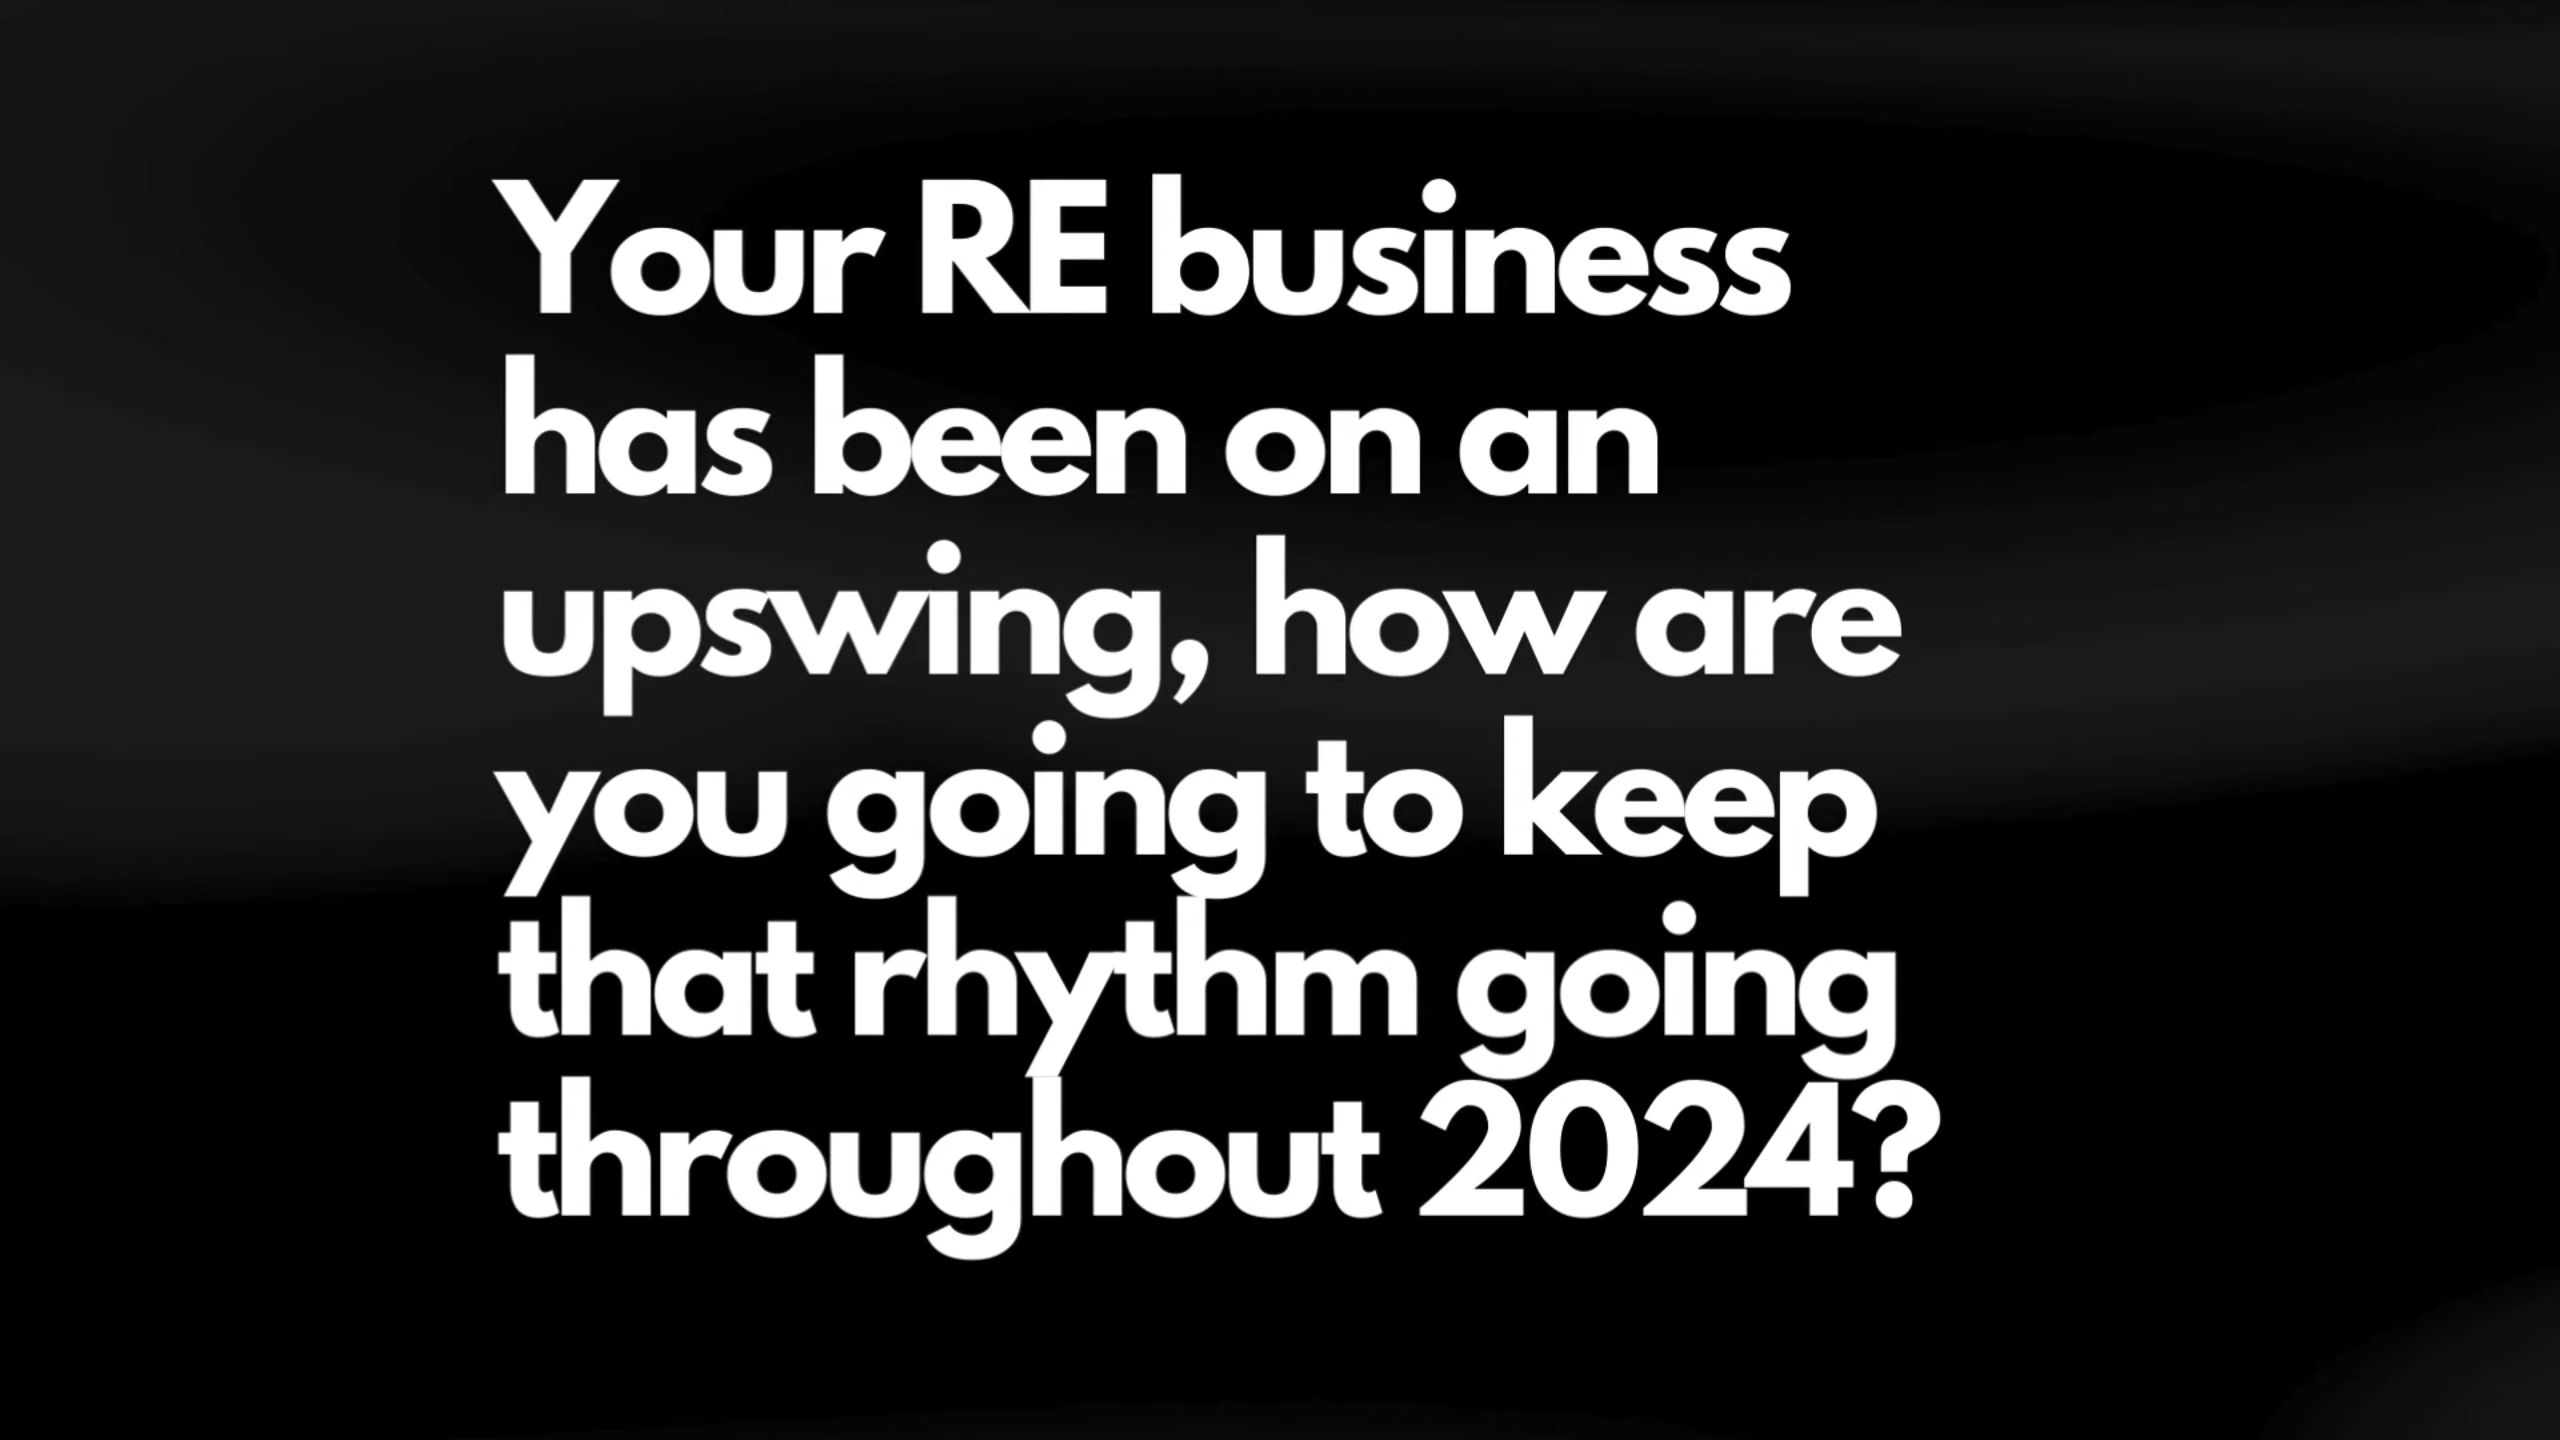 Your RE business
has been on an
upswing, how are
you going to keep
that rhythm going
throughout 2024?